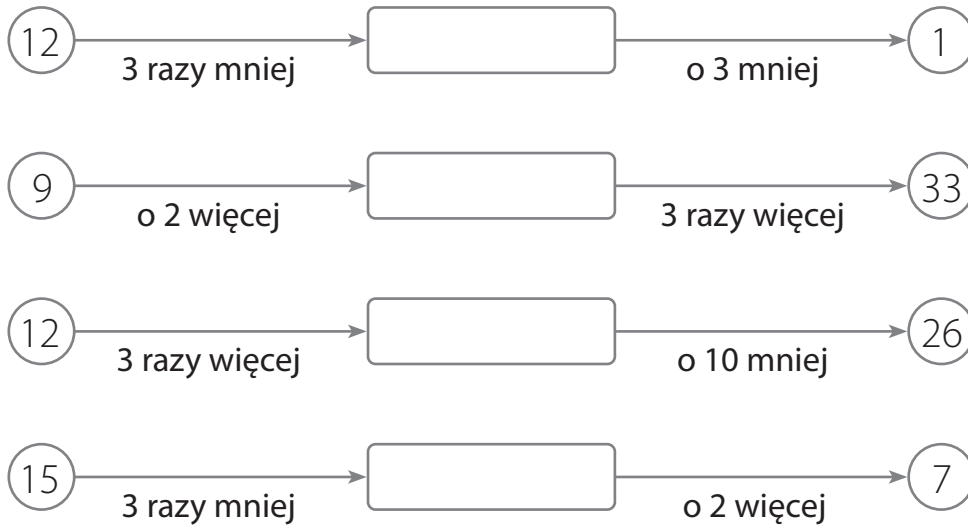 12 1
3 razy mniej o 3 mniej
9 33
o 2 więcej 3 razy więcej
12 26
3 razy więcej o 10 mniej
15 7
3 razy mniej o 2 więcej